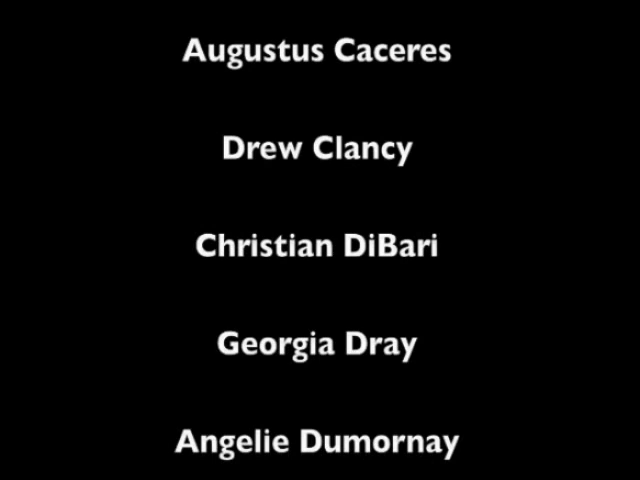 Augustus Caceres
Drew Clancy
Christian DiBari
Georgia Dray
Angelie Dumornay